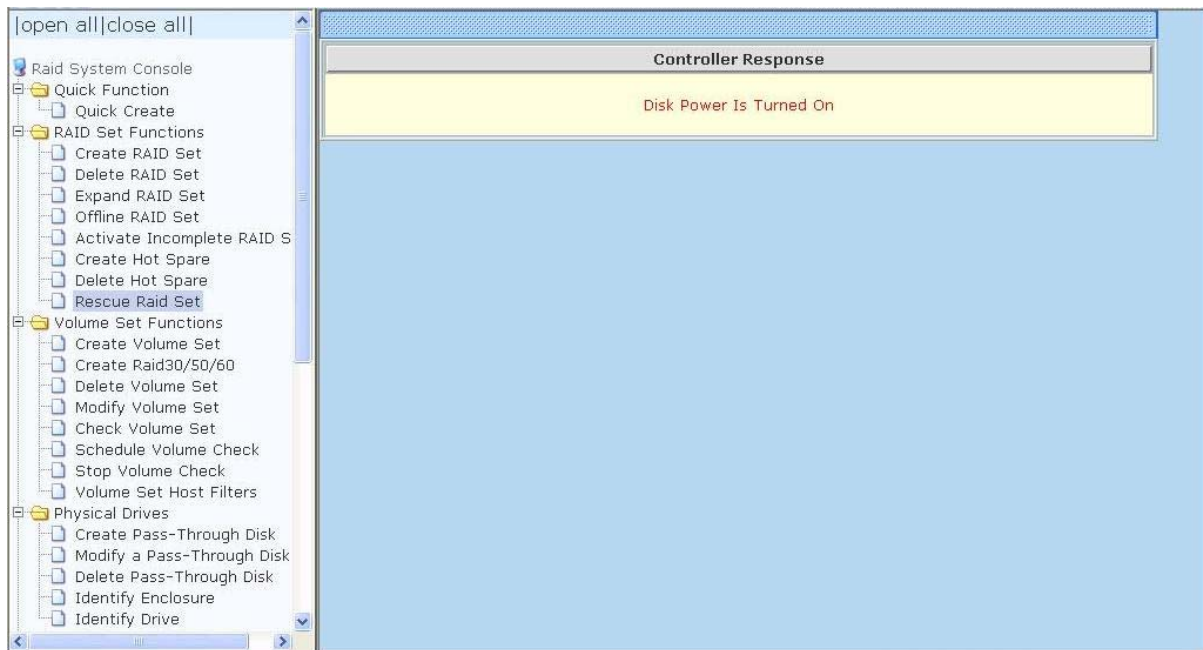 |open all|close all|
Raid System Console
Quick Function
Quick Create
RAID Set Functions
Create RAID Set
Delete RAID Set
Expand RAID Set
Offline RAID Set
Activate Incomplete RAID S
Create Hot Spare
Delete Hot Spare
Rescue Raid Set
Volume Set Functions
Create Volume Set
Create Raid30/50/60
Delete Volume Set
Modify Volume Set
Check Volume Set
Schedule Volume Check
Stop Volume Check
Volume Set Host Filters
Physical Drives
Create Pass-Through Disk
Modify a Pass-Through Disk
Delete Pass-Through Disk
Identify Enclosure
Identify Drive
Controller Response
Disk Power Is Turned On